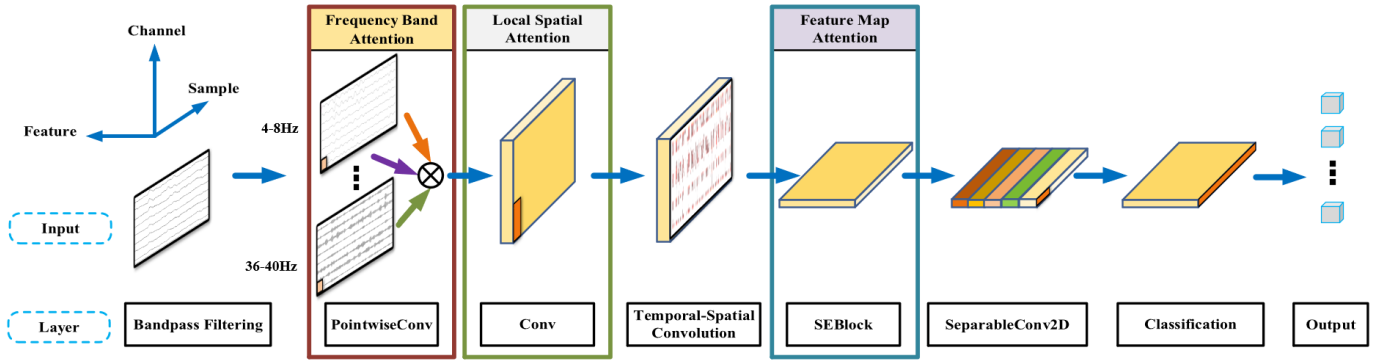 Frequency Band
Attention
Local Spatial
Attention
Feature Map
Attention
Channel
Sample
Feature
4-8Hz
36-40Hz
Input
Layer
Bandpass Filtering
PointwiseConv
Conv
Temporal-Spatial
Convolution
SEBlock
SeparableConv2D
Classification
Output